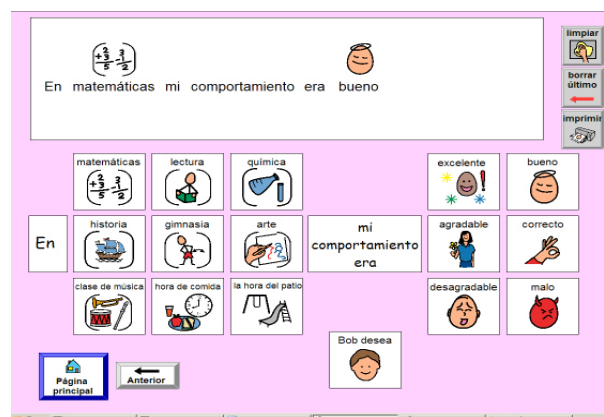 En matemáticas mi comportamiento era bueno
limpiar
borrar
último
imprimir
matemáticas
lectura
química
excelente
bueno
En
historia
gimnasia
arte
mi
comportamiento
era
agradable
correcto
clase de música
hora de comida
la hora del patio
desagradable
malo
Bob desea
Página
principal
Anterior